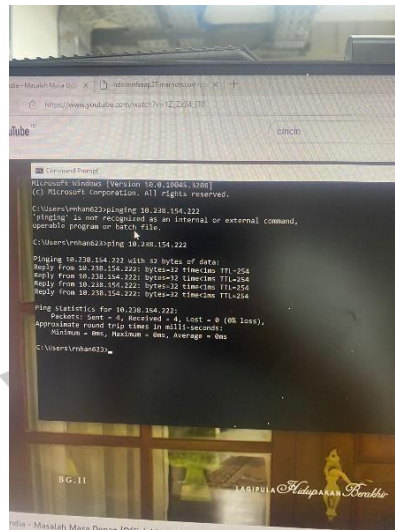 https://www.youtube.com/watch?v=
cincin
Command Prompt
Microsoft Windows [Version 10.0.19045.3208]
(c) Microsoft Corporation. All rights reserved.
C:\Users\rnhan623>pinging 10.238.154.222
'pinging' is not recognized as an internal or external command,
operable program or batch file.
C:\Users\rnhan623>ping 10.238.154.222
Pinging 10.238.154.222 with 32 bytes of data:
Reply from 10.238.154.222: bytes=32 time<1ms TTL=254
Reply from 10.238.154.222: bytes=32 time<1ms TTL=254
Reply from 10.238.154.222: bytes=32 time<1ms TTL=254
Reply from 10.238.154.222: bytes=32 time<1ms TTL=254
Ping statistics for 10.238.154.222:
Packets: Sent = 4, Received = 4, Lost = 0 (0% loss),
Approximate round trip times in milli-seconds:
Minimum = 0ms, Maximum = 0ms, Average = 0ms
C:\Users\rnhan623>
BG.II
LAGIPULA Hidup AKAN Berakhir